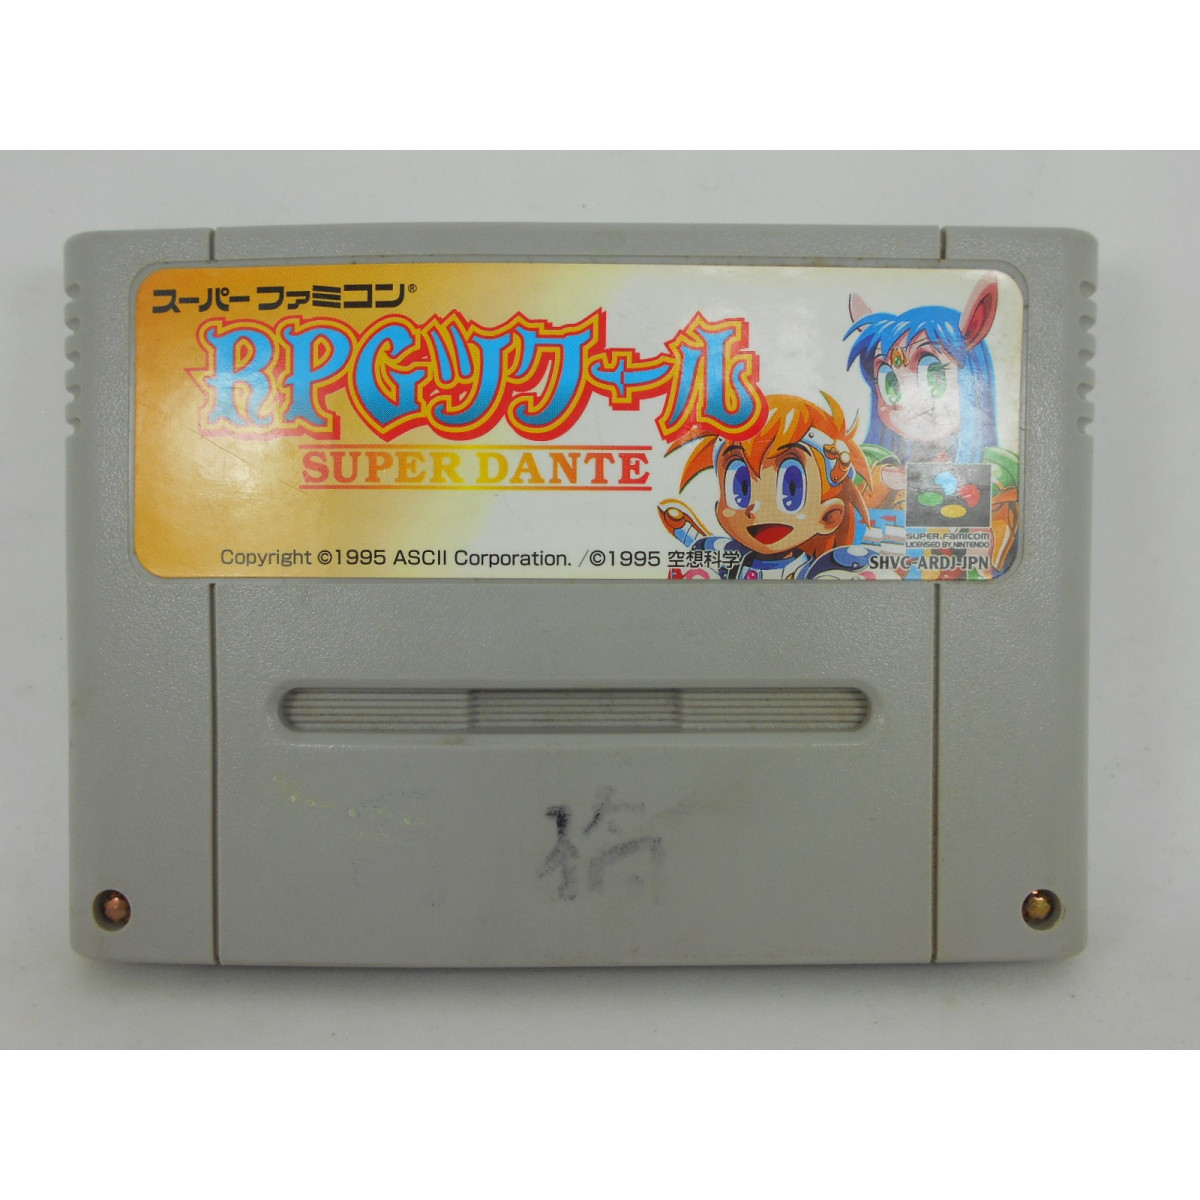 スーパーファミコン®
RPGツクール
SUPER DANTE
SUPER FAMICOM
LICENSED BY NINTENDO
Copyright ©1995 ASCII Corporation. /©1995 空想科学
SHVC-ARDJ-JPN